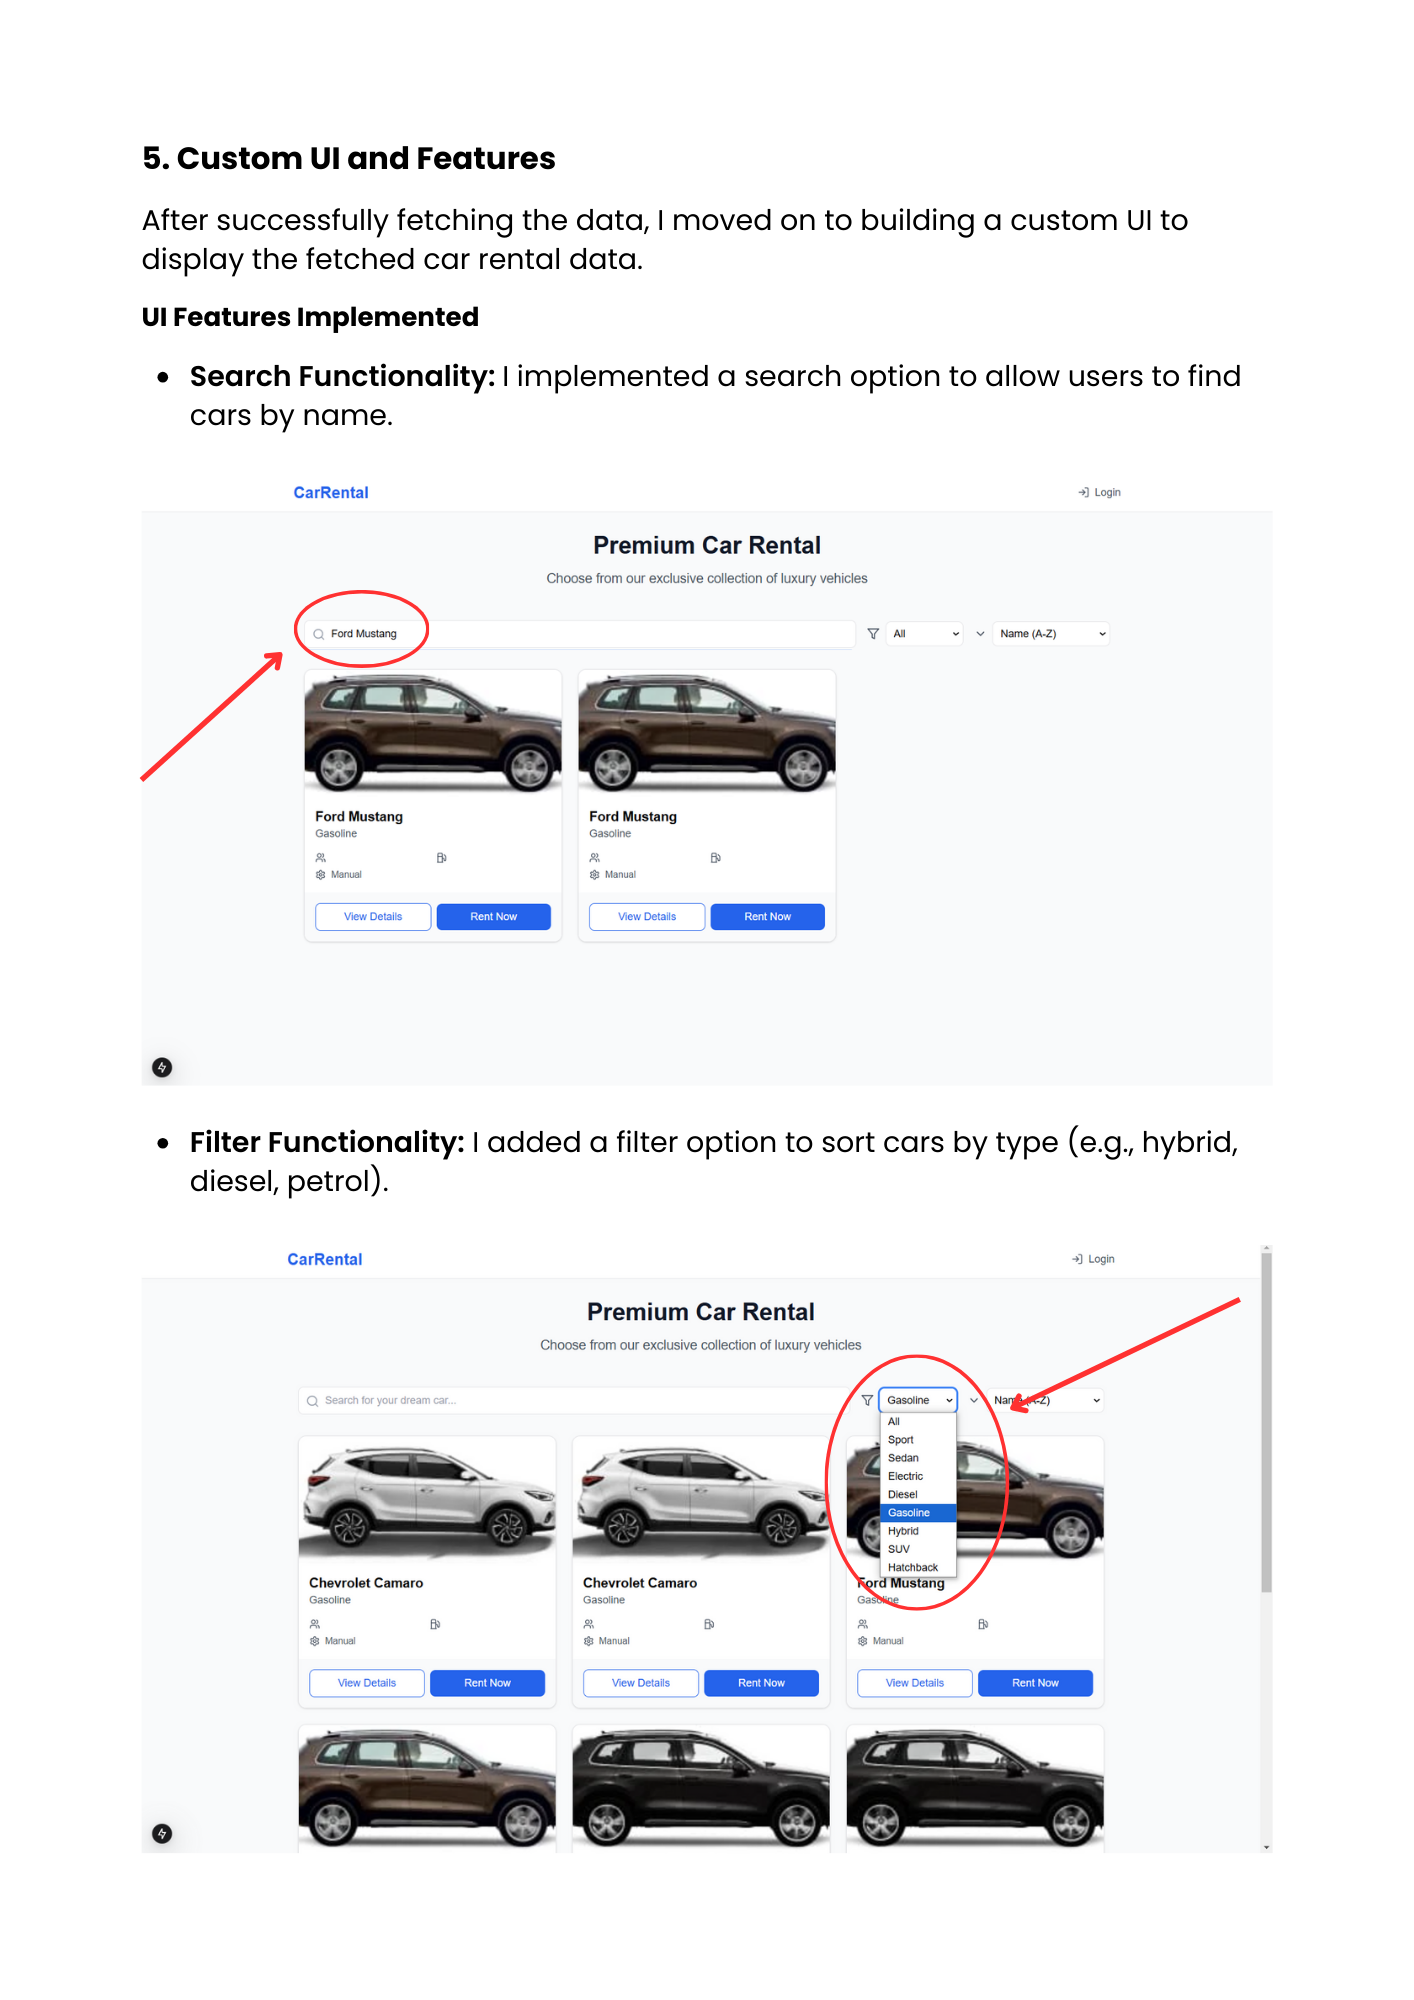 5. Custom UI and Features
After successfully fetching the data, I moved on to building a custom UI to
display the fetched car rental data.
UI Features Implemented
• Search Functionality: I implemented a search option to allow users to find
cars by name.
CarRental
Login
Premium Car Rental
Choose from our exclusive collection of luxury vehicles
Ford Mustang
All
Name (A-Z)
Ford Mustang
Gasoline
Manual
View Details
Rent Now
Ford Mustang
Gasoline
Manual
View Details
Rent Now
• Filter Functionality: I added a filter option to sort cars by type (e.g., hybrid,
diesel, petrol).
CarRental
Login
Premium Car Rental
Choose from our exclusive collection of luxury vehicles
Search for your dream car...
Gasoline
Name (A-Z)
All
Sport
Sedan
Electric
Diesel
Gasoline
Hybrid
SUV
Hatchback
Chevrolet Camaro
Gasoline
Manual
View Details
Rent Now
Chevrolet Camaro
Gasoline
Manual
View Details
Rent Now
Ford Mustang
Gasoline
Manual
View Details
Rent Now